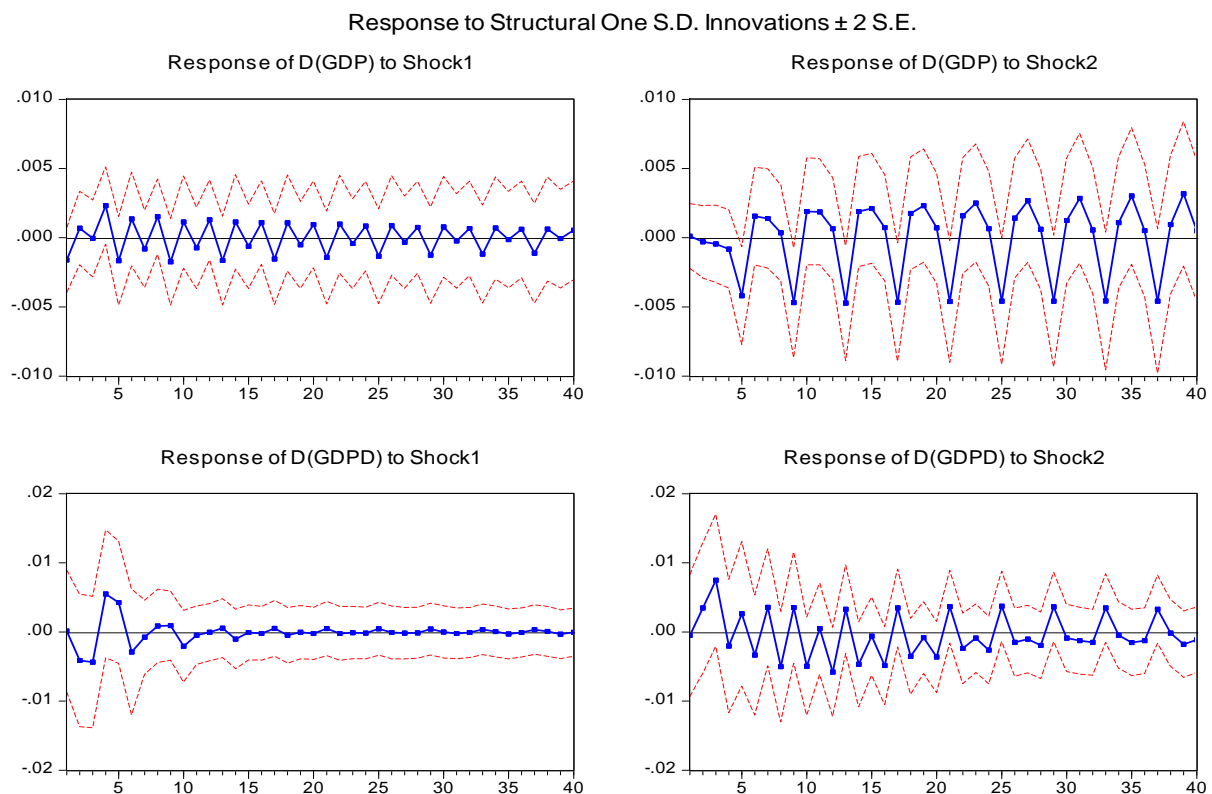 Response to Structural One S.D. Innovations ± 2 S.E.
Response of D(GDP) to Shock1
.010
.005
.000
-.005
-.010
5 10 15 20 25 30 35 40
Response of D(GDP) to Shock2
.010
.005
.000
-.005
-.010
5 10 15 20 25 30 35 40
Response of D(GDPD) to Shock1
.02
.01
.00
-.01
-.02
5 10 15 20 25 30 35 40
Response of D(GDPD) to Shock2
.02
.01
.00
-.01
-.02
5 10 15 20 25 30 35 40